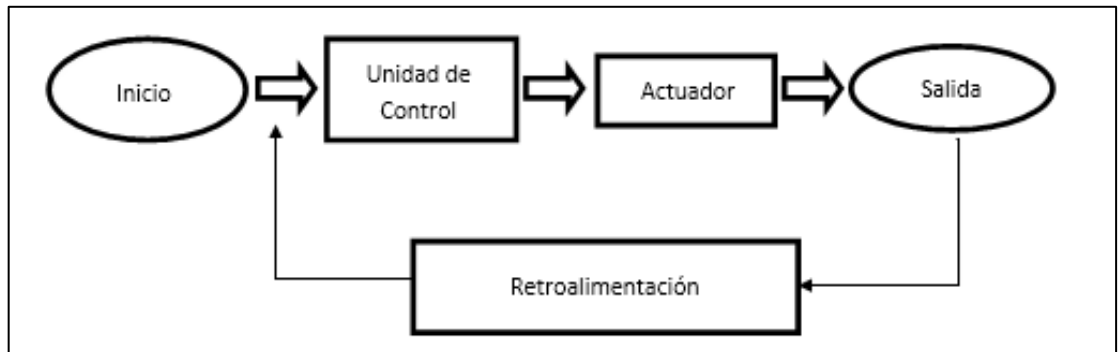 Inicio
Unidad de
Control
Actuador
Salida
Retroalimentación